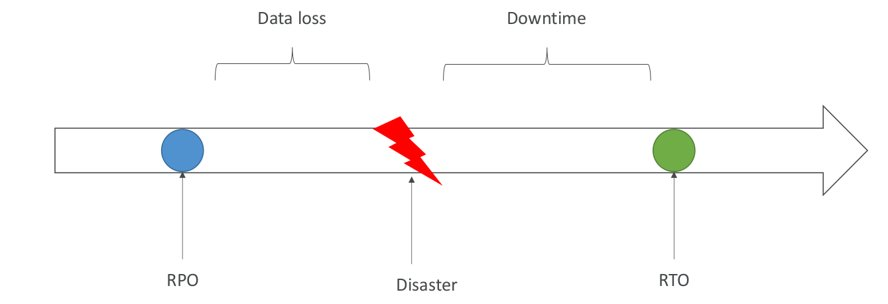 Data loss
Downtime
RPO
Disaster
RTO